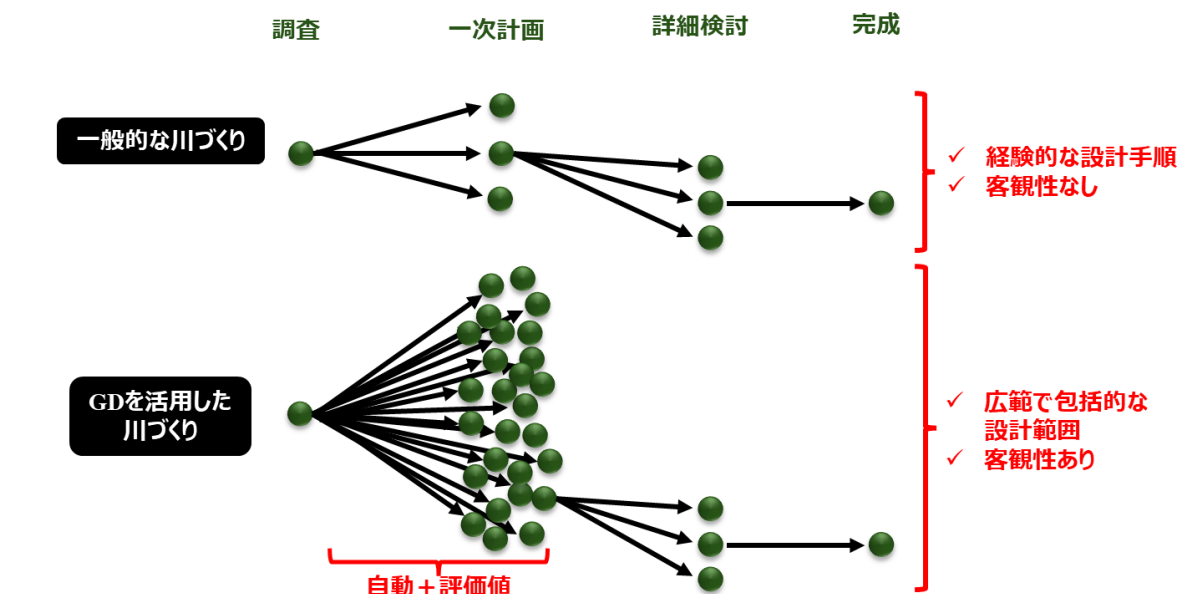 調査
一次計画
詳細検討
完成
一般的な川づくり
✓ 経験的な設計手順
✓ 客観性なし
GDを活用した
川づくり
✓ 広範で包括的な
設計範囲
✓ 客観性あり
自動＋評価値